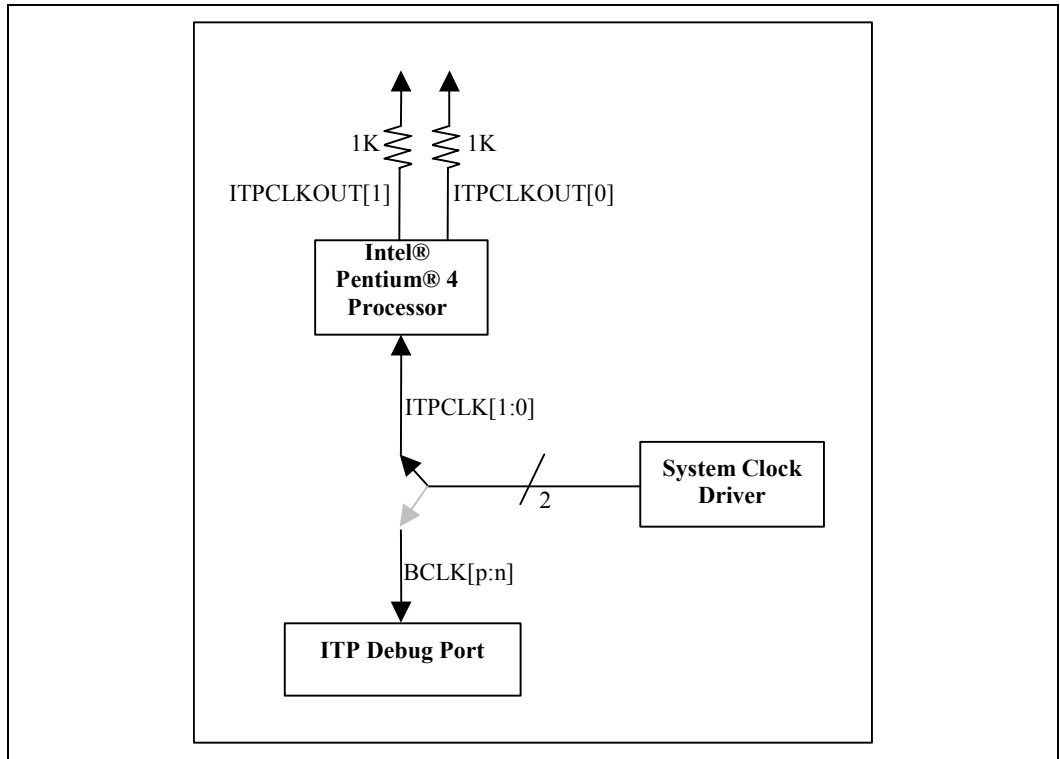 1K 1K
ITPCLKOUT[1] ITPCLKOUT[0]
Intel®
Pentium® 4
Processor
ITPCLK[1:0]
System Clock
Driver
2
BCLK[p:n]
ITP Debug Port